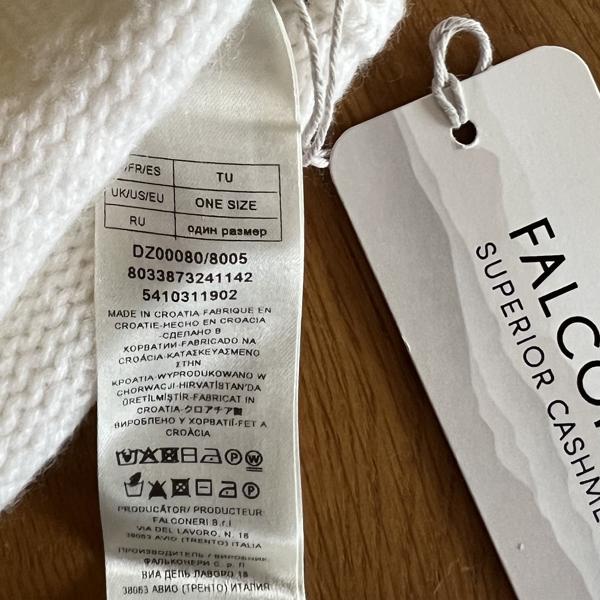 /FR/ES TU
UK/US/EU ONE SIZE
RU один размер
DZ00080/8005
8033873241142
5410311902
MADE IN CROATIA FABRIQUE EN
CROATIE-HECHO EN CROACIA
-СДЕЛАНО В
ХОРВАТИИ-FABRICADO NA
CROÁCIA-ΚΑΤΑΣΚΕΥΑΣΜΕΝΟ
ΣΤΗΝ
ΚΡΟΑΤΙΑ-WYPRODUKOWANO W
CHORWACJI-HIRVATİSTAN'DA
ÜRETİLMİŞTİR-FABRICAT IN
CROATIA-クロアチア製
ВИРОБЛЕНО У ХОРВАТІЇ-FET A
CROÀCIA
PRODUCÁTOR/ PRODUCTEUR
FALCONERI S.r.l
VIA DEL LAVORO, N. 18
38063 AVIO (TRENTO) ITALIA
ПРОИЗВОДИТЕЛЬ /
ФАЛЬКОНЕРИ С. р. Л
ВИА ДЕЛЬ ЛАВОРО 18
38063 АВИО (ТРЕНТО) ИТАЛИЯ
FALCO
SUPERIOR CASHME